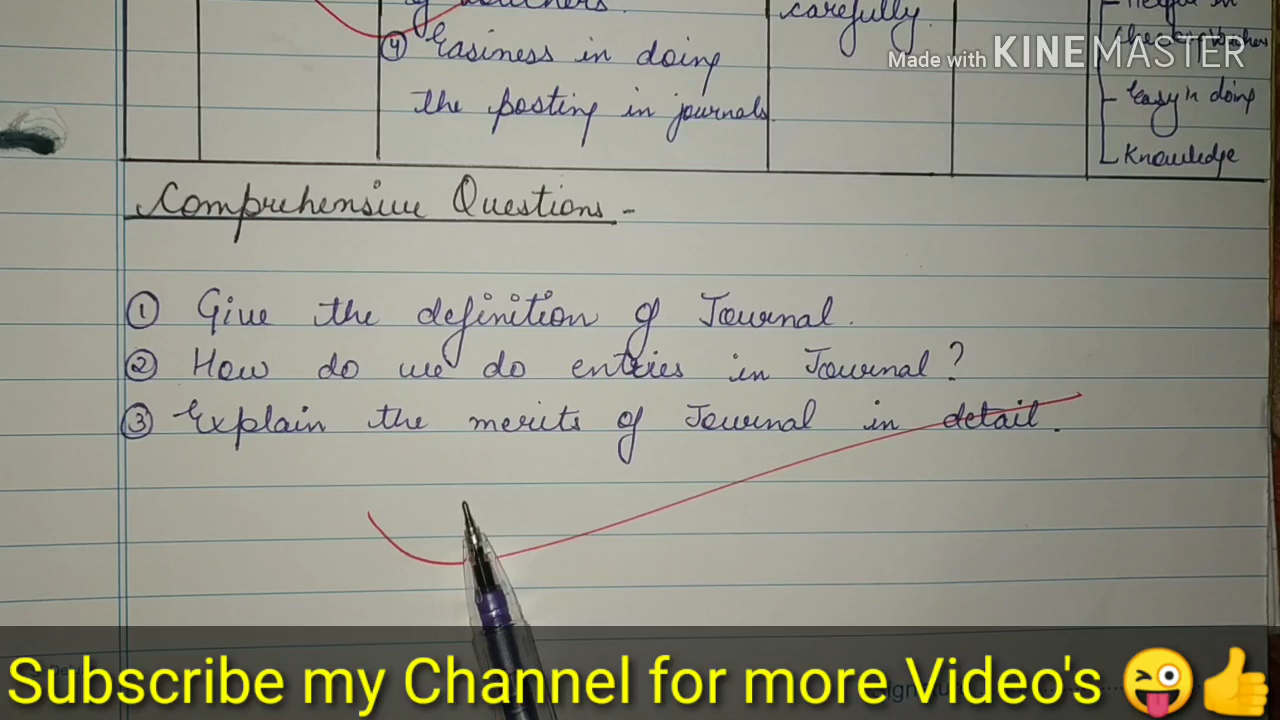 carefully.
④ Easiness in doing
the posting in journals.
Easy in doing
Knowledge
Made with KINEMASTER
Comprehensive Questions -
① Give the definition of Journal.
② How do we do entries in Journal?
③ Explain the merits of Journal in detail.
Subscribe my Channel for more Video's 😜👍